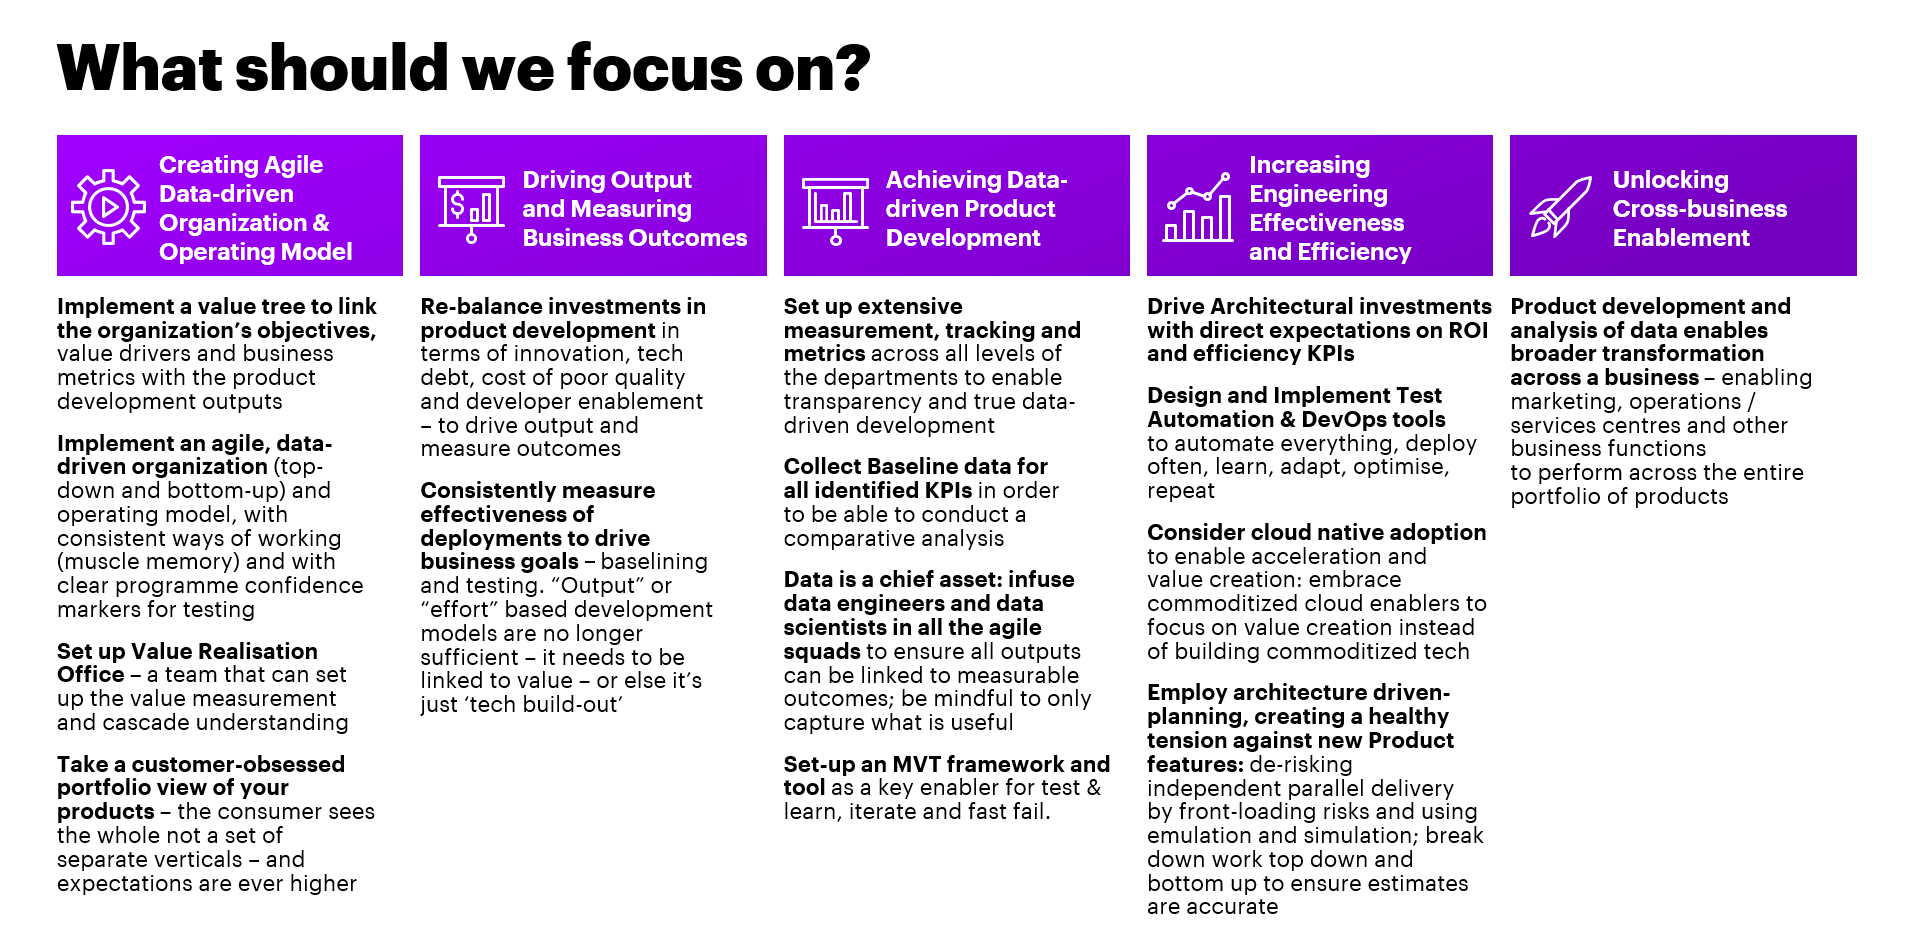 What should we focus on?
Creating Agile
Data-driven
Organization &
Operating Model
Implement a value tree to link
the organization’s objectives,
value drivers and business
metrics with the product
development outputs
Implement an agile, data-
driven organization (top-
down and bottom-up) and
operating model, with
consistent ways of working
(muscle memory) and with
clear programme confidence
markers for testing
Set up Value Realisation
Office – a team that can set
up the value measurement
and cascade understanding
Take a customer-obsessed
portfolio view of your
products – the consumer sees
the whole not a set of
separate verticals – and
expectations are ever higher
Driving Output
and Measuring
Business Outcomes
Re-balance investments in
product development in
terms of innovation, tech
debt, cost of poor quality
and developer enablement
– to drive output and
measure outcomes
Consistently measure
effectiveness of
deployments to drive
business goals – baselining
and testing. “Output” or
“effort” based development
models are no longer
sufficient – it needs to be
linked to value – or else it’s
just ‘tech build-out’
Achieving Data-
driven Product
Development
Set up extensive
measurement, tracking and
metrics across all levels of
the departments to enable
transparency and true data-
driven development
Collect Baseline data for
all identified KPIs in order
to be able to conduct a
comparative analysis
Data is a chief asset: infuse
data engineers and data
scientists in all the agile
squads to ensure all outputs
can be linked to measurable
outcomes; be mindful to only
capture what is useful
Set-up an MVT framework and
tool as a key enabler for test &
learn, iterate and fast fail.
Increasing
Engineering
Effectiveness
and Efficiency
Drive Architectural investments
with direct expectations on ROI
and efficiency KPIs
Design and Implement Test
Automation & DevOps tools
to automate everything, deploy
often, learn, adapt, optimise,
repeat
Consider cloud native adoption
to enable acceleration and
value creation: embrace
commoditized cloud enablers to
focus on value creation instead
of building commoditized tech
Employ architecture driven-
planning, creating a healthy
tension against new Product
features: de-risking
independent parallel delivery
by front-loading risks and using
emulation and simulation; break
down work top down and
bottom up to ensure estimates
are accurate
Unlocking
Cross-business
Enablement
Product development and
analysis of data enables
broader transformation
across a business – enabling
marketing, operations /
services centres and other
business functions
to perform across the entire
portfolio of products